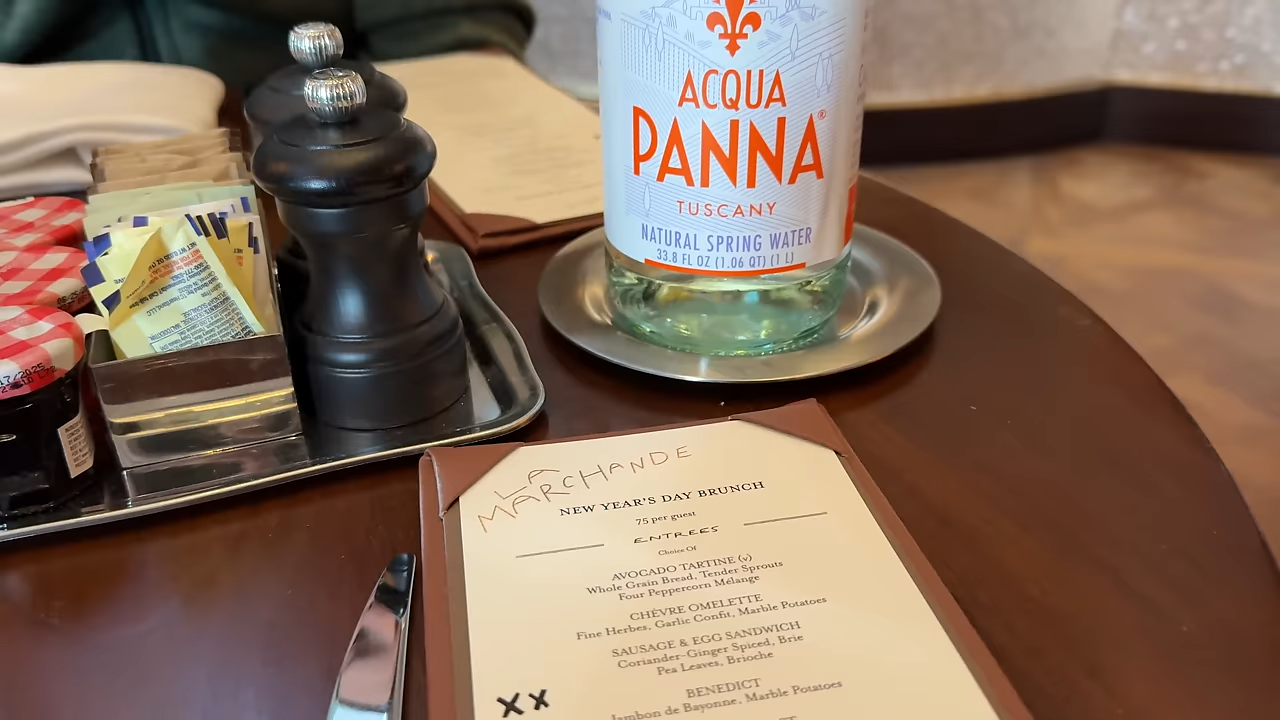 ACQUA
PANNA®
TUSCANY
NATURAL SPRING WATER
33.8 FL OZ (1.06 QT) (1 L)
LA
MARCHANDE
NEW YEAR'S DAY BRUNCH
75 per guest
ENTREES
Choice Of
AVOCADO TARTINE (v)
Whole Grain Bread, Tender Sprouts
Four Peppercorn Mélange
CHÈVRE OMELETTE
Fine Herbes, Garlic Confit, Marble Potatoes
SAUSAGE & EGG SANDWICH
Coriander-Ginger Spiced, Brie
Pea Leaves, Brioche
BENEDICT
Jambon de Bayonne, Marble Potatoes
XX